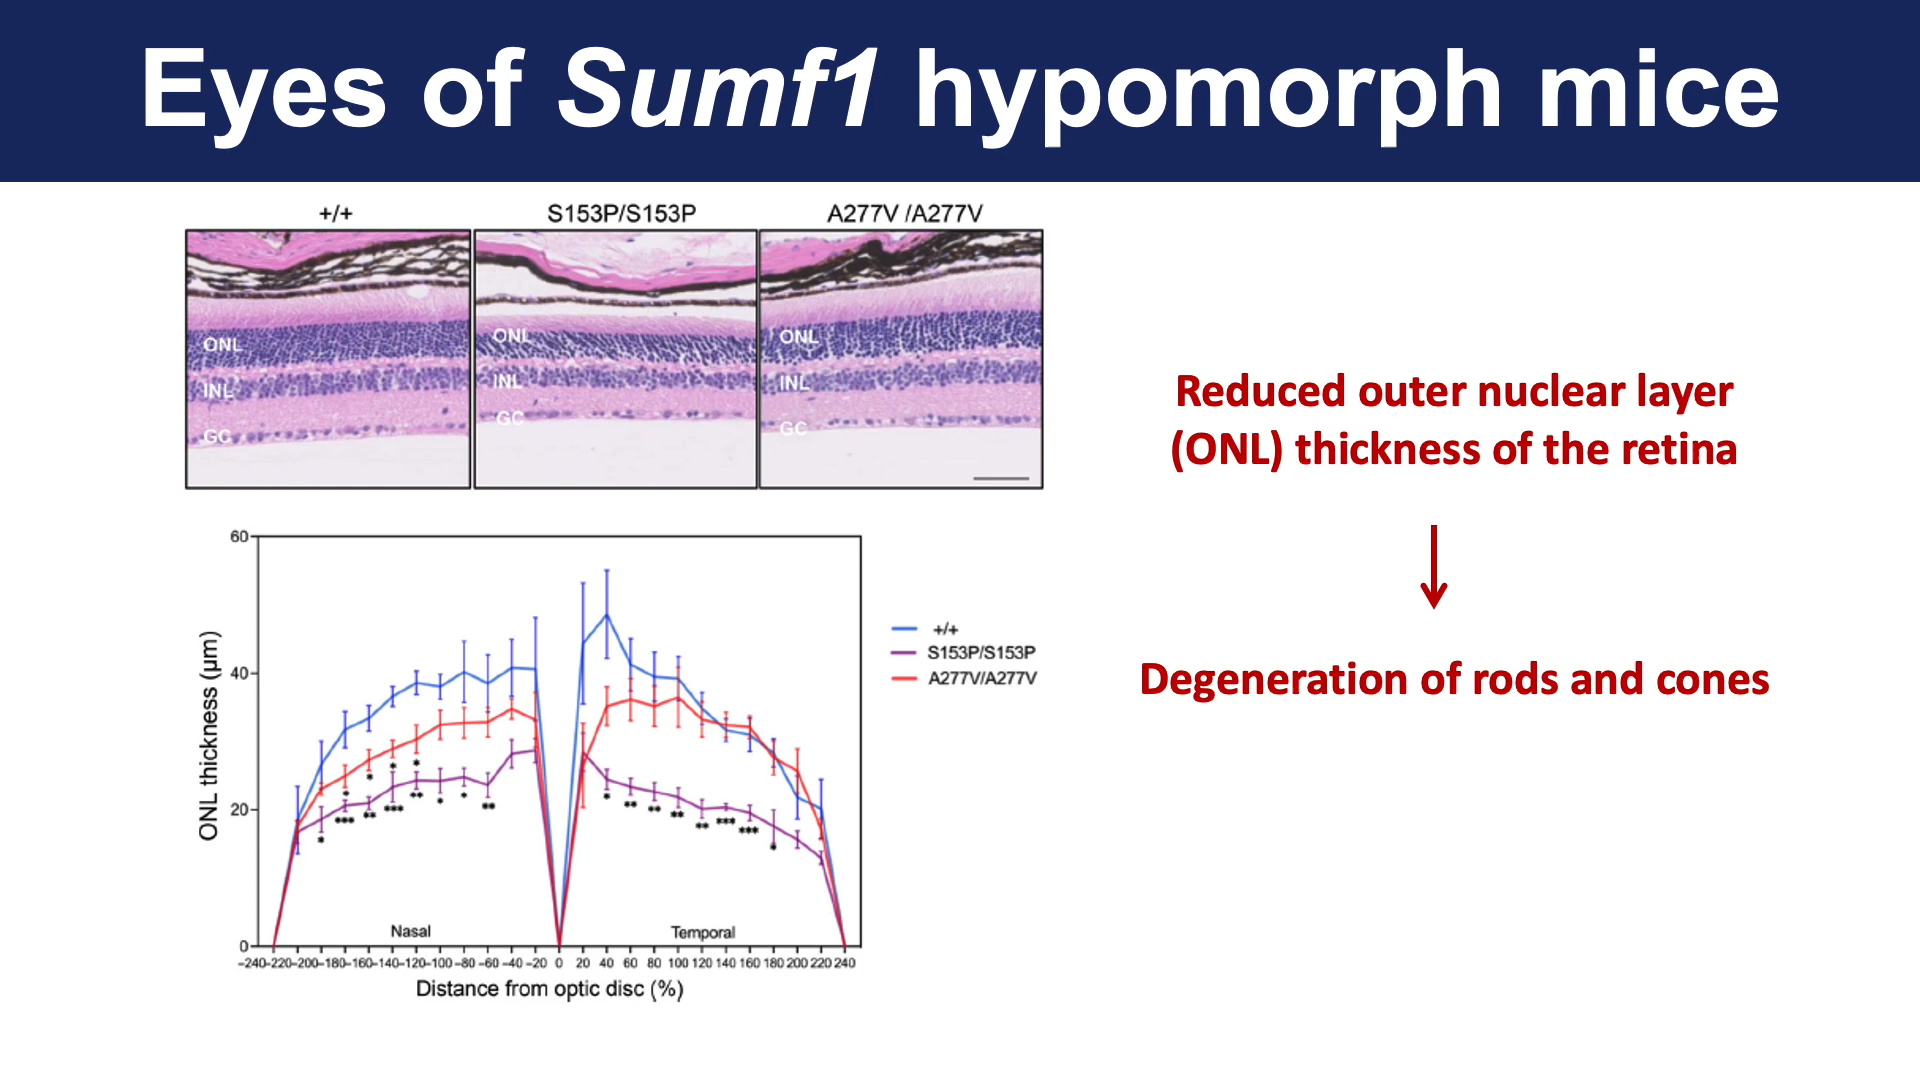 Eyes of Sumf1 hypomorph mice
+/+ S153P/S153P A277V /A277V
ONL ONL ONL
INL INL INL
GC GC GC
Reduced outer nuclear layer
(ONL) thickness of the retina
Degeneration of rods and cones
60
40
20
0
ONL thickness (μm)
+/+
S153P/S153P
A277V/A277V
* *** ** *** ** * * **
* * * *
* ** ** ** ** *** *** *
Nasal Temporal
-240 -220 -200 -180 -160 -140 -120 -100 -80 -60 -40 -20 0 20 40 60 80 100 120 140 160 180 200 220 240
Distance from optic disc (%)